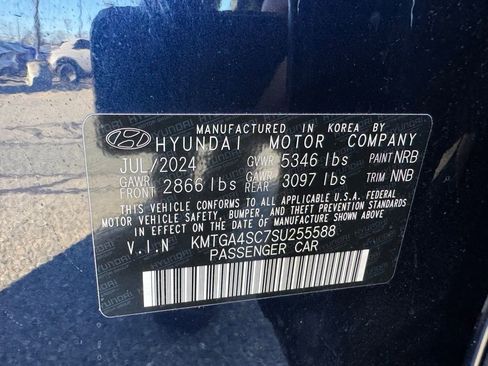 MANUFACTURED IN KOREA BY
HYUNDAI MOTOR COMPANY
JUL/2024 GVWR 5346 lbs PAINT NRB
GAWR FRONT 2866 lbs GAWR REAR 3097 lbs TRIM NNB
THIS VEHICLE CONFORMS TO ALL APPLICABLE U.S.A. FEDERAL
MOTOR VEHICLE SAFETY, BUMPER, AND THEFT PREVENTION STANDARDS
IN EFFECT ON THE DATE OF MANUFACTURE SHOWN ABOVE
V.I.N KMTGA4SC7SU255588
PASSENGER CAR